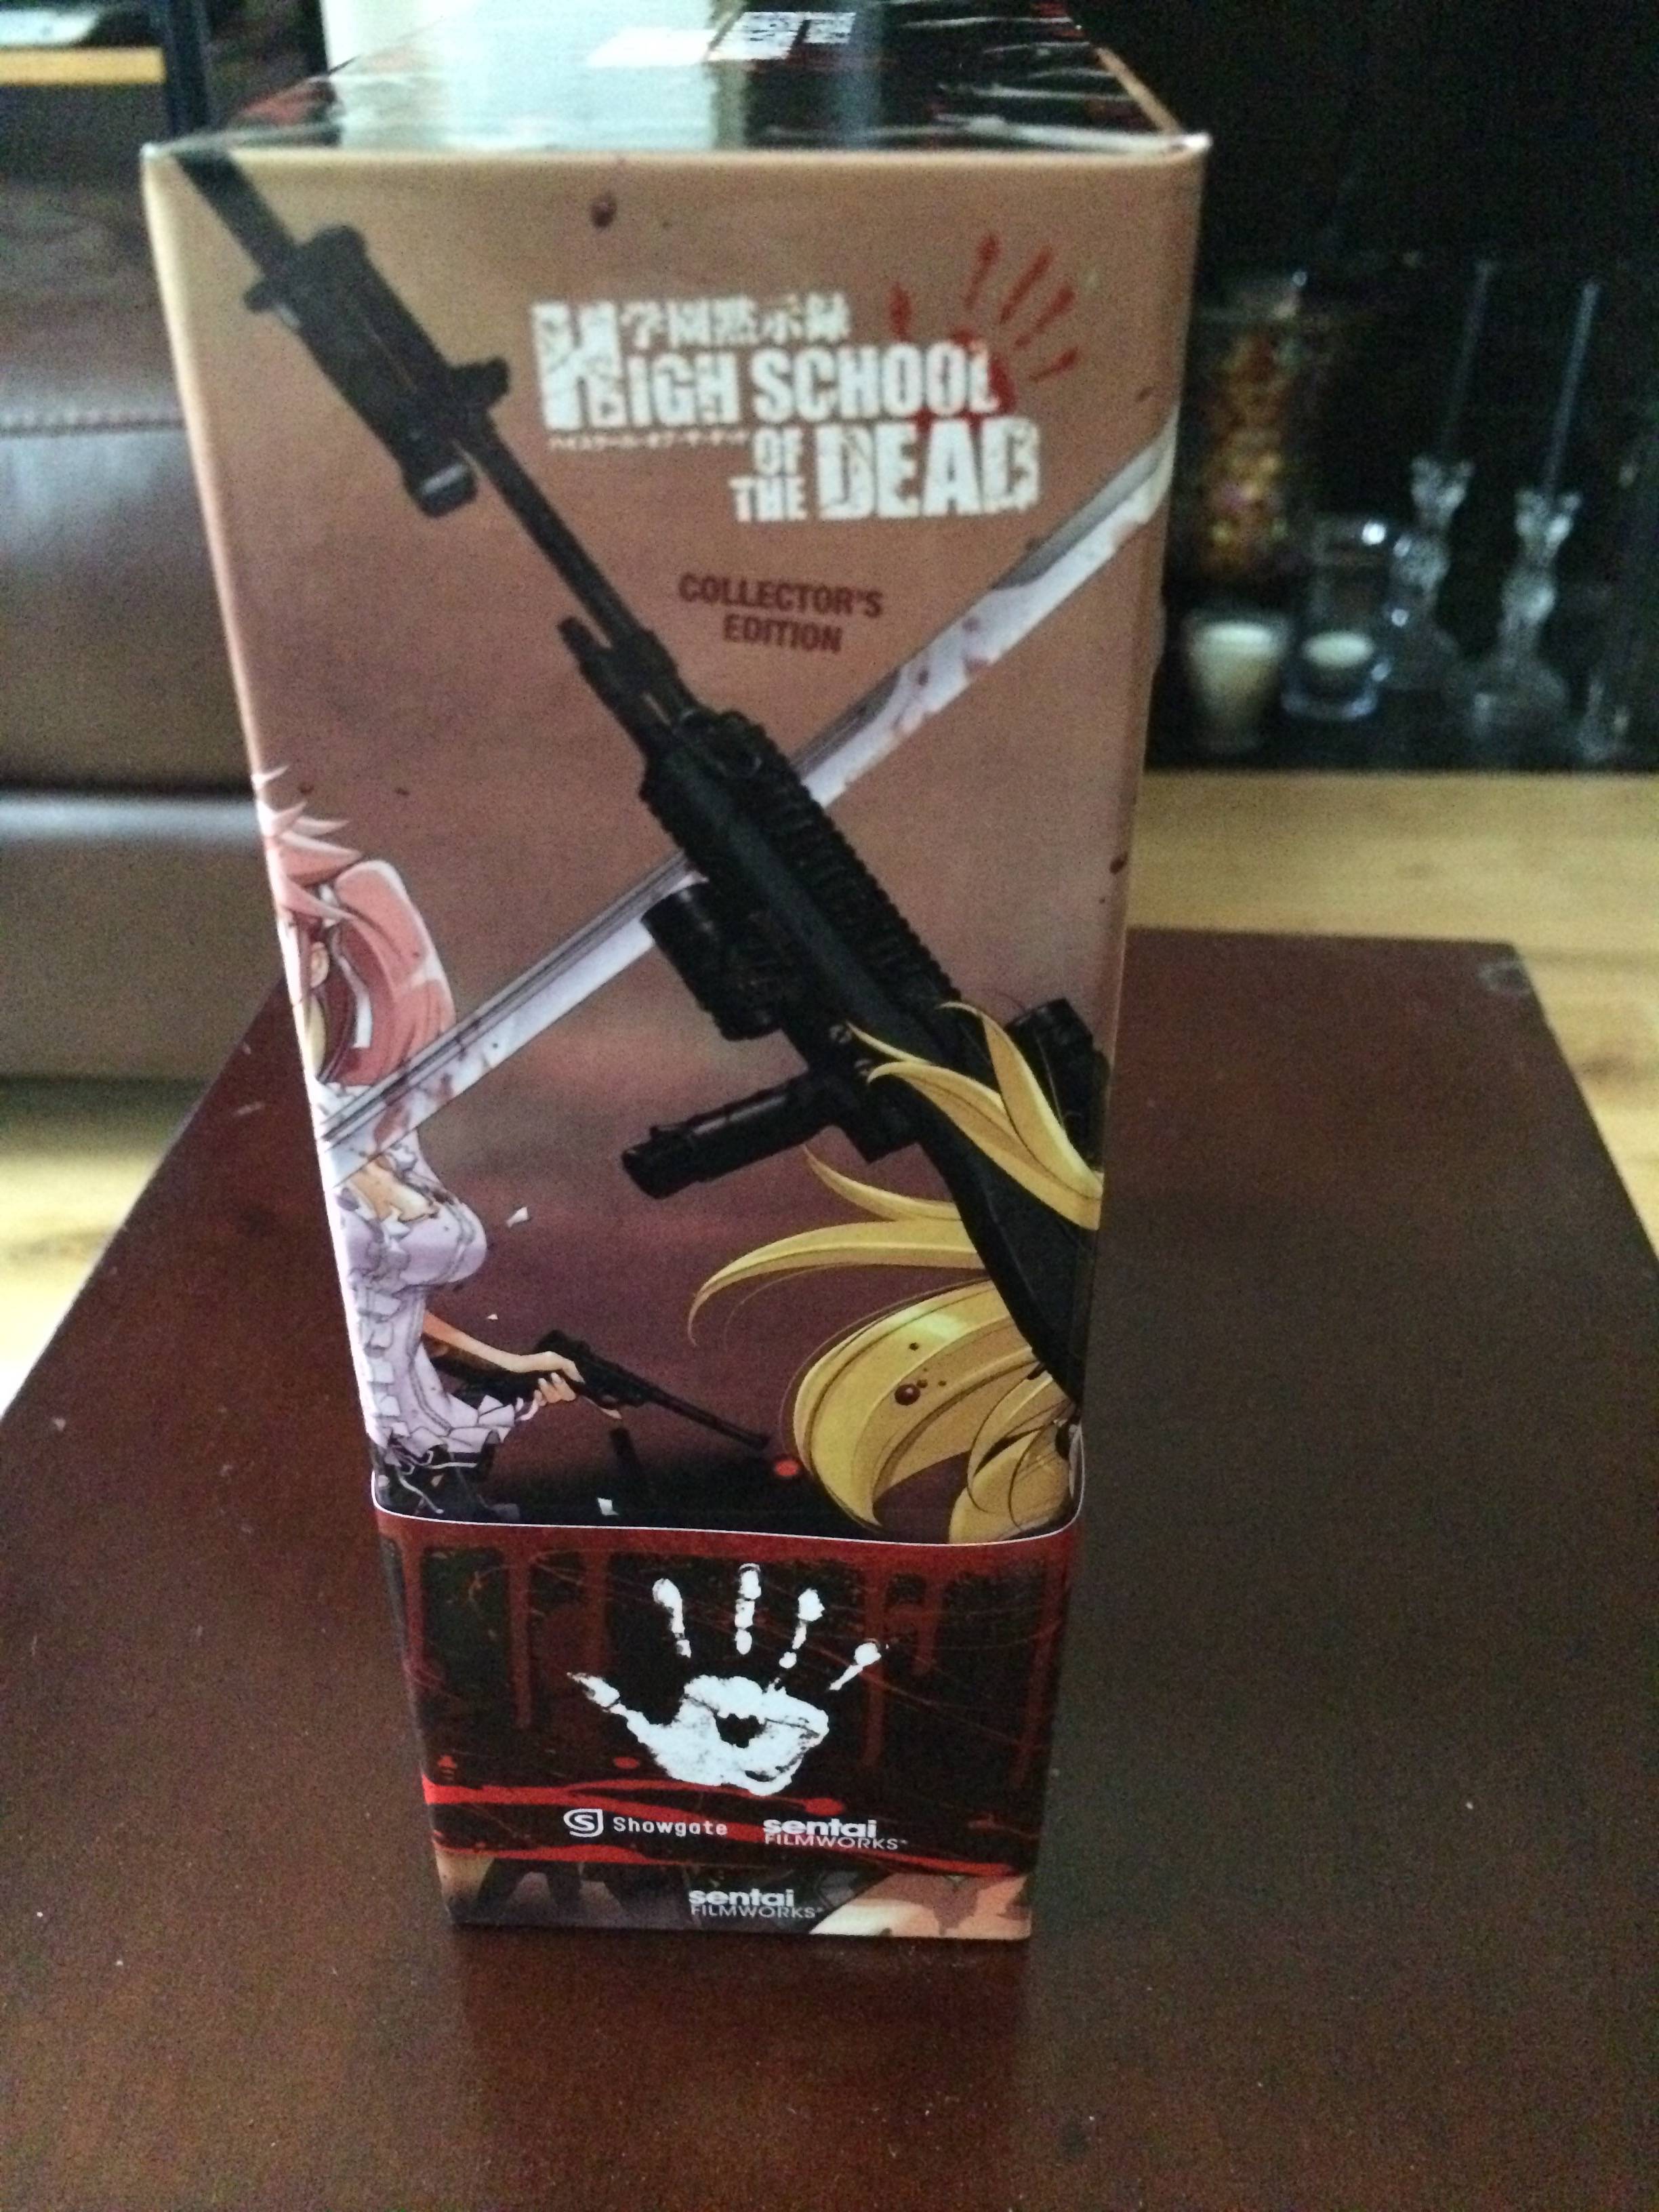 学園黙示録
HIGH SCHOOL
OF
THE DEAD
COLLECTOR'S
EDITION
Showgate
sentai
FILMWORKS
sentai
FILMWORKS